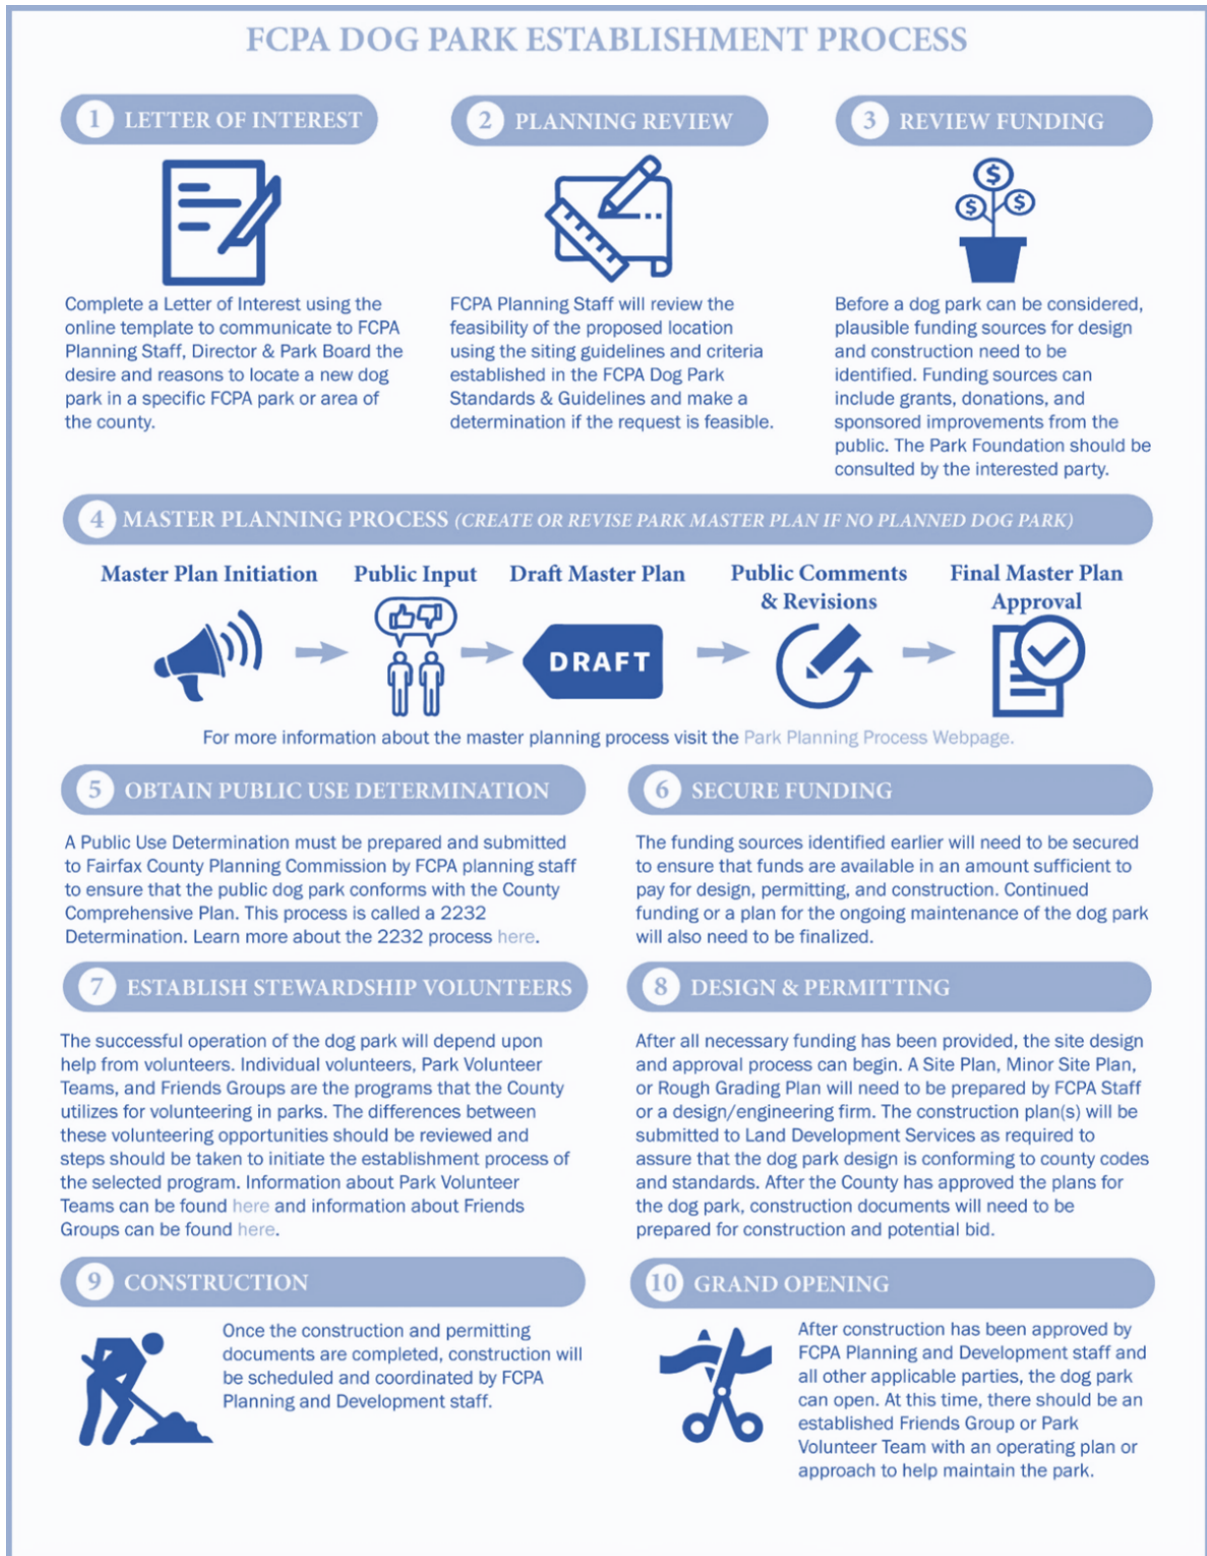 FCPA DOG PARK ESTABLISHMENT PROCESS
1 LETTER OF INTEREST
Complete a Letter of Interest using the
online template to communicate to FCPA
Planning Staff, Director & Park Board the
desire and reasons to locate a new dog
park in a specific FCPA park or area of
the county.
2 PLANNING REVIEW
FCPA Planning Staff will review the
feasibility of the proposed location
using the siting guidelines and criteria
established in the FCPA Dog Park
Standards & Guidelines and make a
determination if the request is feasible.
3 REVIEW FUNDING
$
$
$
Before a dog park can be considered,
plausible funding sources for design
and construction need to be
identified. Funding sources can
include grants, donations, and
sponsored improvements from the
public. The Park Foundation should be
consulted by the interested party.
4 MASTER PLANNING PROCESS (CREATE OR REVISE PARK MASTER PLAN IF NO PLANNED DOG PARK)
Master Plan Initiation
Public Input
Draft Master Plan
DRAFT
Public Comments
& Revisions
Final Master Plan
Approval
For more information about the master planning process visit the Park Planning Process Webpage.
5 OBTAIN PUBLIC USE DETERMINATION
A Public Use Determination must be prepared and submitted
to Fairfax County Planning Commission by FCPA planning staff
to ensure that the public dog park conforms with the County
Comprehensive Plan. This process is called a 2232
Determination. Learn more about the 2232 process here.
6 SECURE FUNDING
The funding sources identified earlier will need to be secured
to ensure that funds are available in an amount sufficient to
pay for design, permitting, and construction. Continued
funding or a plan for the ongoing maintenance of the dog park
will also need to be finalized.
7 ESTABLISH STEWARDSHIP VOLUNTEERS
The successful operation of the dog park will depend upon
help from volunteers. Individual volunteers, Park Volunteer
Teams, and Friends Groups are the programs that the County
utilizes for volunteering in parks. The differences between
these volunteering opportunities should be reviewed and
steps should be taken to initiate the establishment process of
the selected program. Information about Park Volunteer
Teams can be found here and information about Friends
Groups can be found here.
8 DESIGN & PERMITTING
After all necessary funding has been provided, the site design
and approval process can begin. A Site Plan, Minor Site Plan,
or Rough Grading Plan will need to be prepared by FCPA Staff
or a design/engineering firm. The construction plan(s) will be
submitted to Land Development Services as required to
assure that the dog park design is conforming to county codes
and standards. After the County has approved the plans for
the dog park, construction documents will need to be
prepared for construction and potential bid.
9 CONSTRUCTION
Once the construction and permitting
documents are completed, construction will
be scheduled and coordinated by FCPA
Planning and Development staff.
10 GRAND OPENING
After construction has been approved by
FCPA Planning and Development staff and
all other applicable parties, the dog park
can open. At this time, there should be an
established Friends Group or Park
Volunteer Team with an operating plan or
approach to help maintain the park.